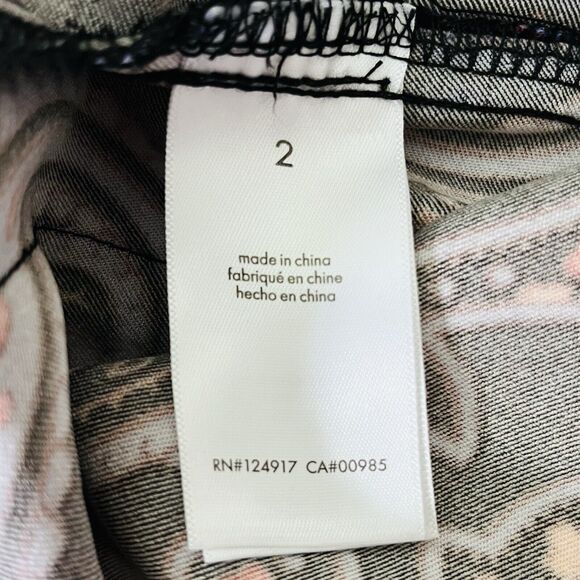 2
made in china
fabriqué en chine
hecho en china
RN#124917 CA#00985